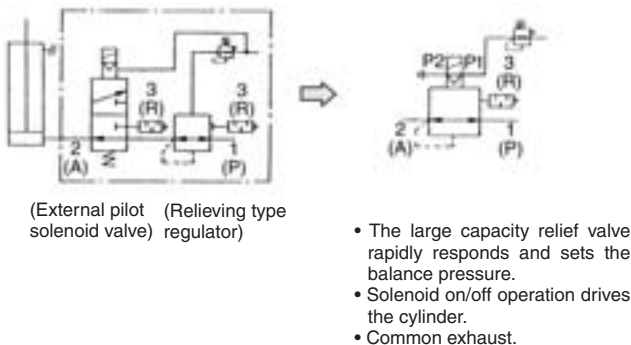 P2 P1
3
(R)
3
(R)
3
(R)
2
(A)
1
(P)
2
(A)
1
(P)
(External pilot
solenoid valve)
(Relieving type
regulator)
• The large capacity relief valve
rapidly responds and sets the
balance pressure.
• Solenoid on/off operation drives
the cylinder.
• Common exhaust.